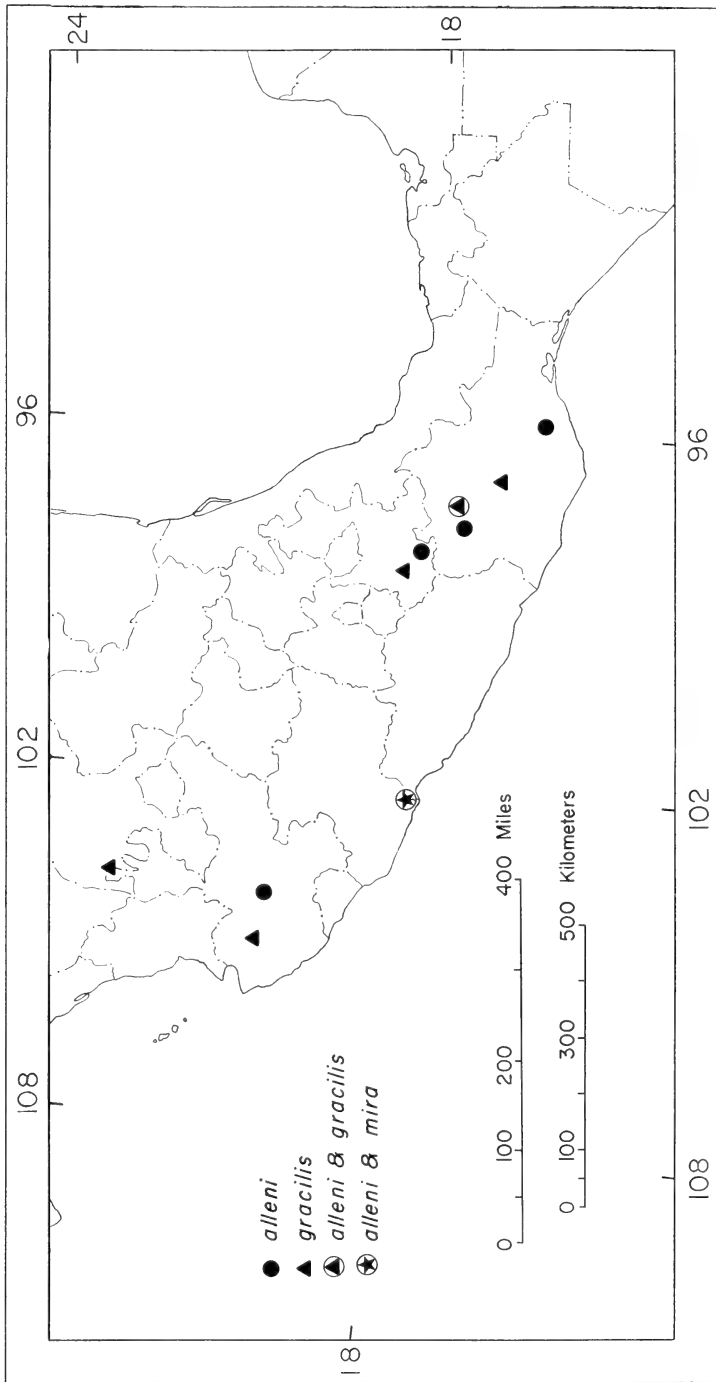 108 102 96
24
alleni
gracilis
alleni & gracilis
alleni & mira
18
18
0 100 200 400 Miles
0 100 300 500 Kilometers
108 102 96